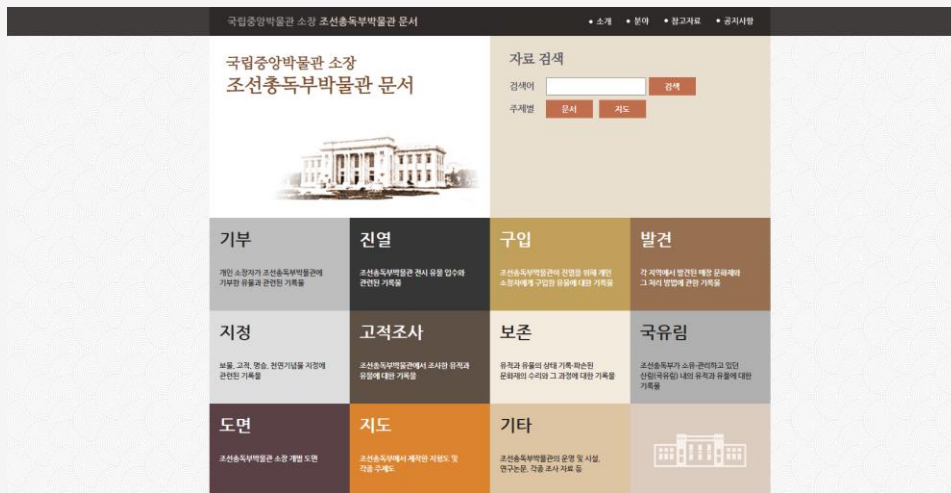 국립중앙박물관 소장 조선총독부박물관 문서
• 소개 • 분야 • 참고자료 • 공지사항
국립중앙박물관 소장
조선총독부박물관 문서
자료 검색
검색어 검색
주제별 문서 지도
기부
개인 소장자가 조선총독부박물관에
기부한 유물과 관련된 기록물
진열
조선총독부박물관 전시 유물 입수와
관련된 기록물
구입
조선총독부박물관이 진열을 위해 개인
소장자에게 구입한 유물에 대한 기록물
발견
각 지역에서 발견된 매장 문화재와
그 처리 방법에 관한 기록물
지정
보물, 고적, 명승, 천연기념물 지정에
관련된 기록물
고적조사
조선총독부박물관에서 조사한 유적과
유물에 대한 기록물
보존
유적과 유물의 상태 기록·파손된
문화재의 수리와 그 과정에 대한 기록물
국유림
조선총독부가 소유·관리하고 있던
산림(국유림) 내의 유적과 유물에 대한
기록물
도면
조선총독부박물관 소장 개별 도면
지도
조선총독부에서 제작한 지형도 및
각종 주제도
기타
조선총독부박물관의 운영 및 시설,
연구논문, 각종 조사 자료 등